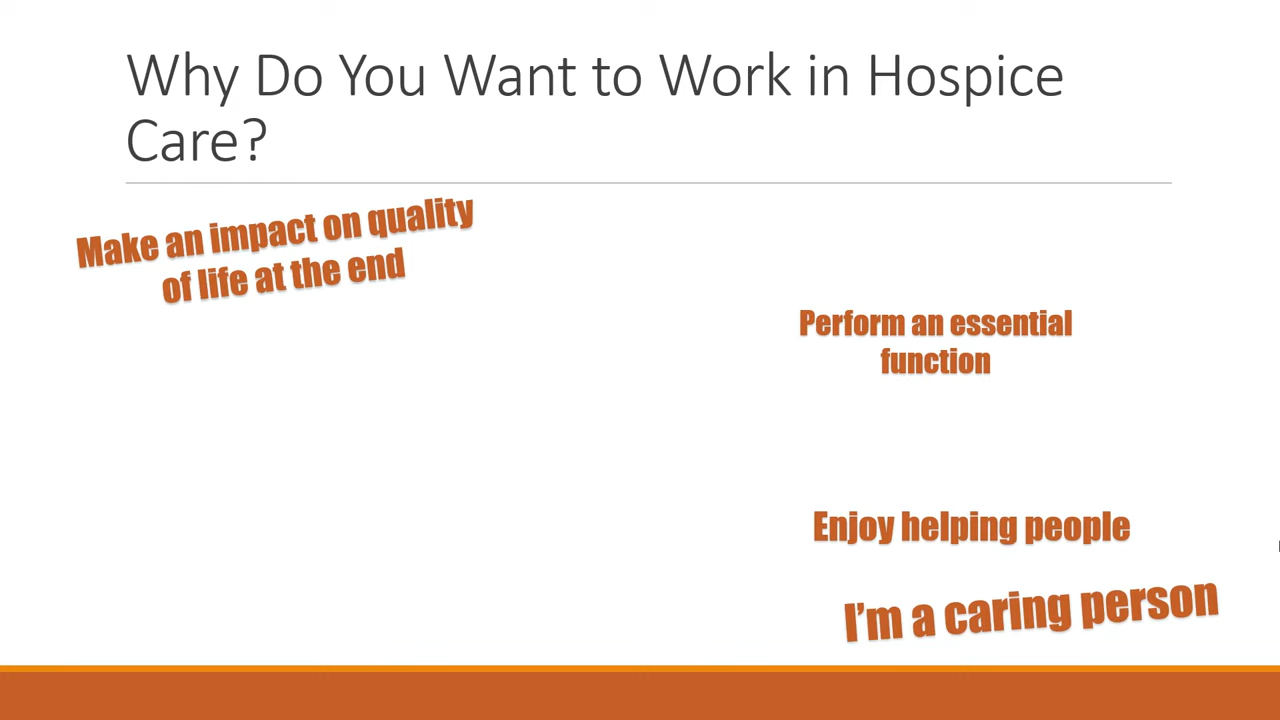 Why Do You Want to Work in Hospice
Care?
Make an impact on quality
of life at the end
Perform an essential
function
Enjoy helping people
I'm a caring person